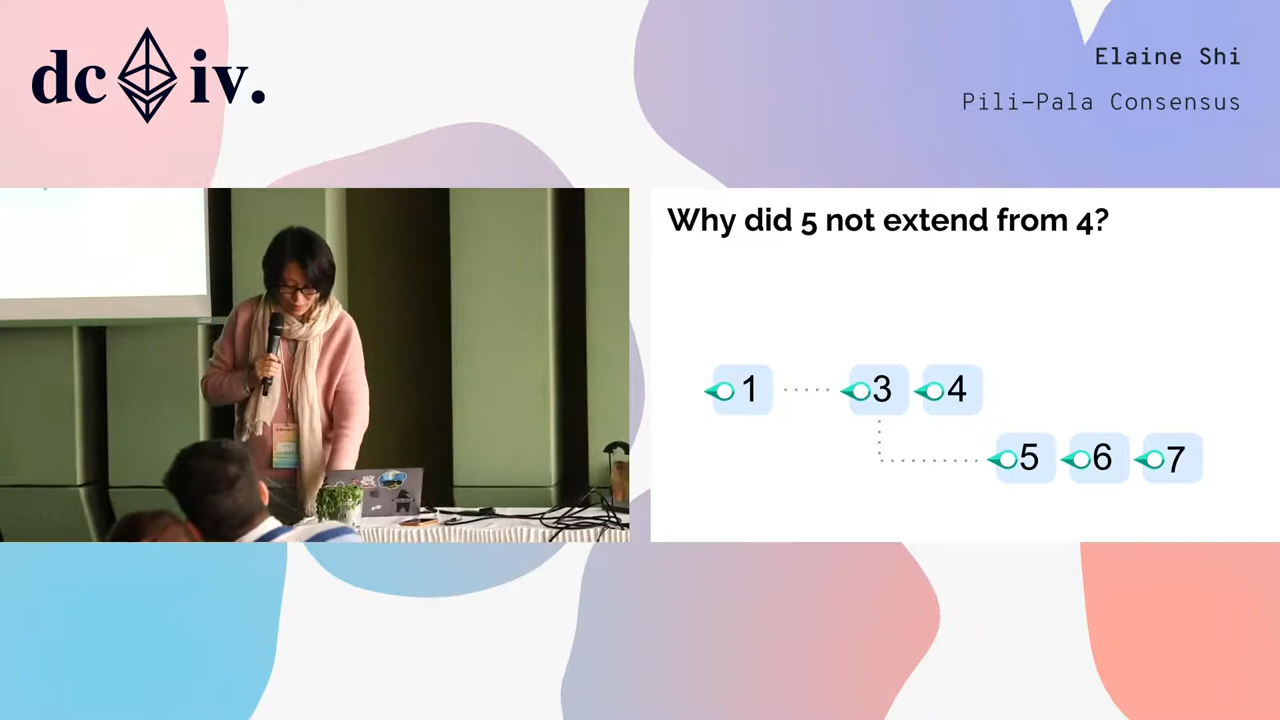 dc iv.
Elaine Shi
Pili-Pala Consensus
Why did 5 not extend from 4?
1 3 4
5 6 7